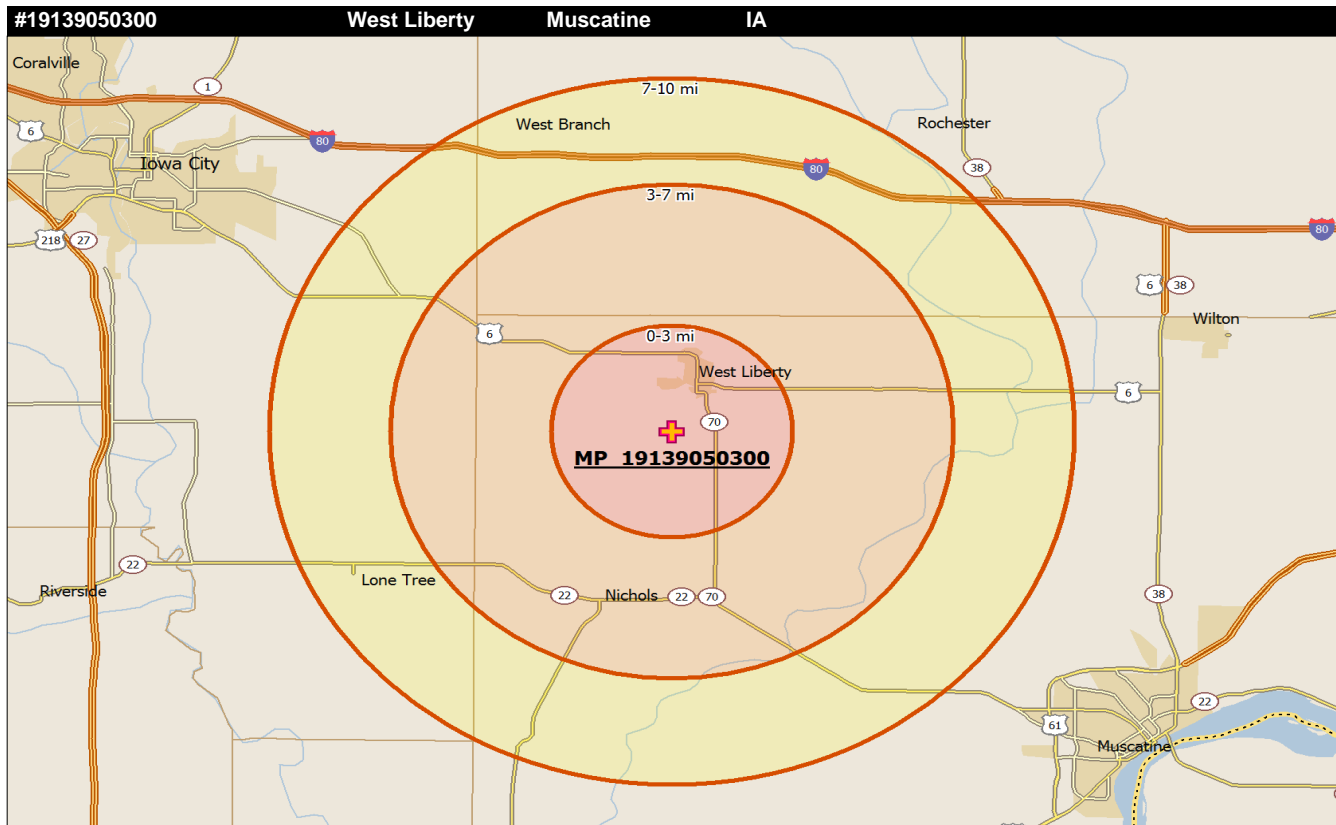 #19139050300 West Liberty Muscatine IA
Coralville
1
7-10 mi
West Branch
Rochester
6
80
Iowa City
80
38
3-7 mi
218 27
80
6 38
0-3 mi
Wilton
6
West Liberty
6
70
MP 19139050300
22
Lone Tree
Riverside
22
Nichols
22 70
38
22
61
Muscatine